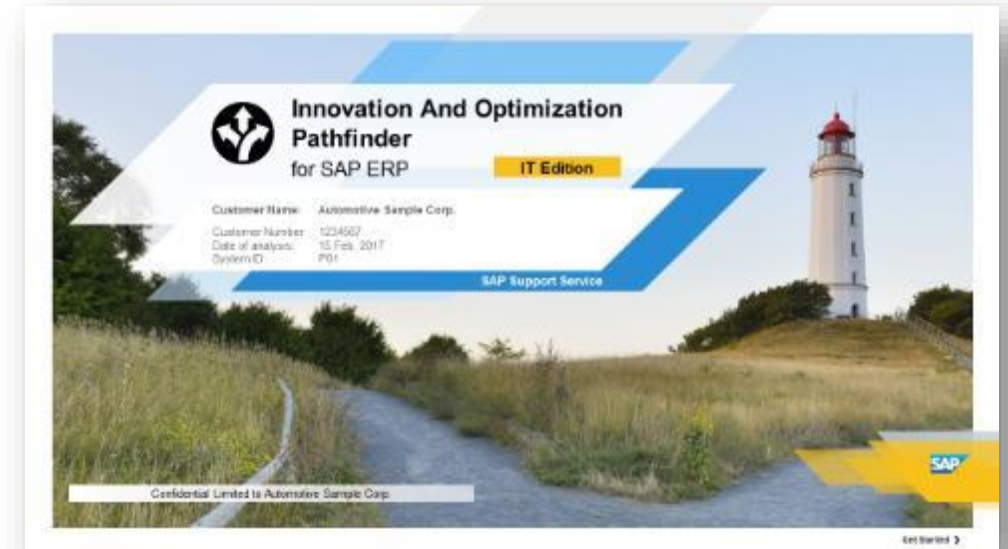 Innovation And Optimization
Pathfinder
for SAP ERP
IT Edition
Customer Name: Automotive Sample Corp.
Customer Number: 1234567
Date of analysis: 15 Feb. 2017
System ID: P01
SAP Support Service
SAP
Confidential Limited to Automotive Sample Corp.
Get Started